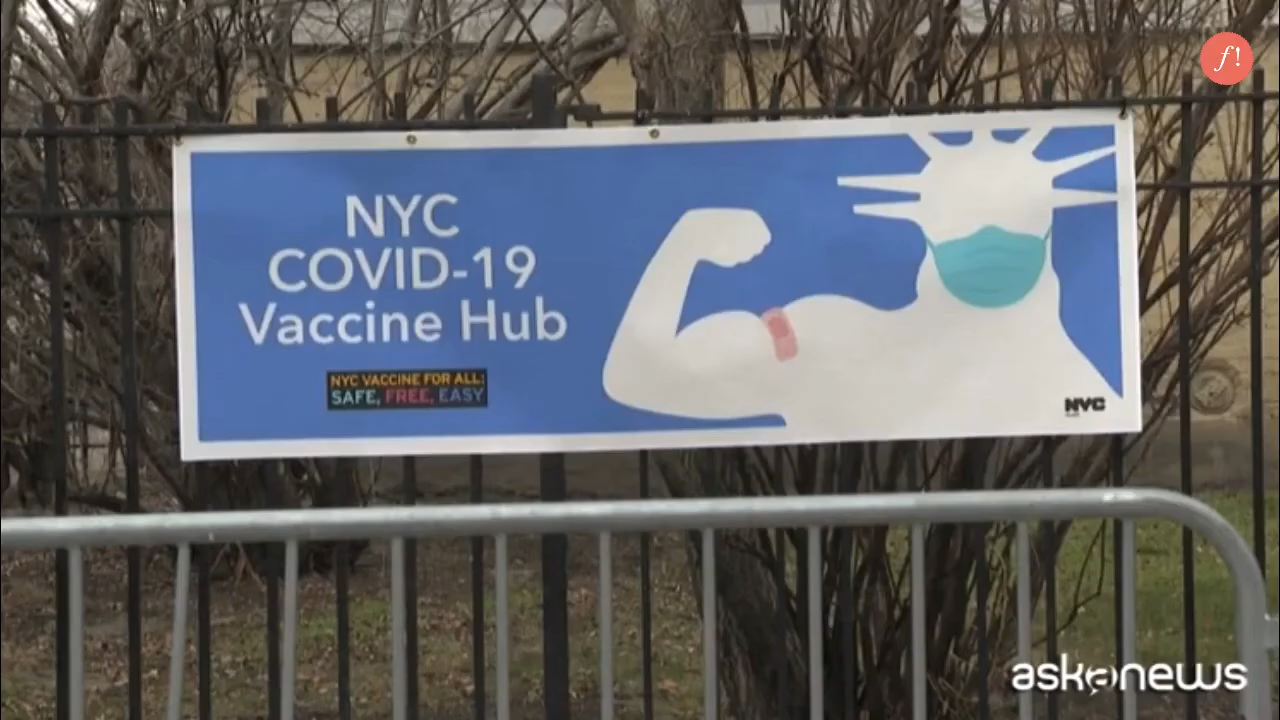 f!
NYC
COVID-19
Vaccine Hub
NYC VACCINE FOR ALL:
SAFE, FREE, EASY
NYC
askanews